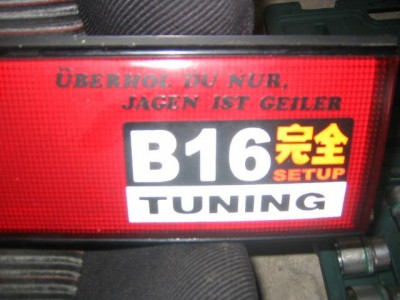 ÜBERHOL DU NUR,
JAGEN IST GEILER
B16 完全
SETUP
TUNING